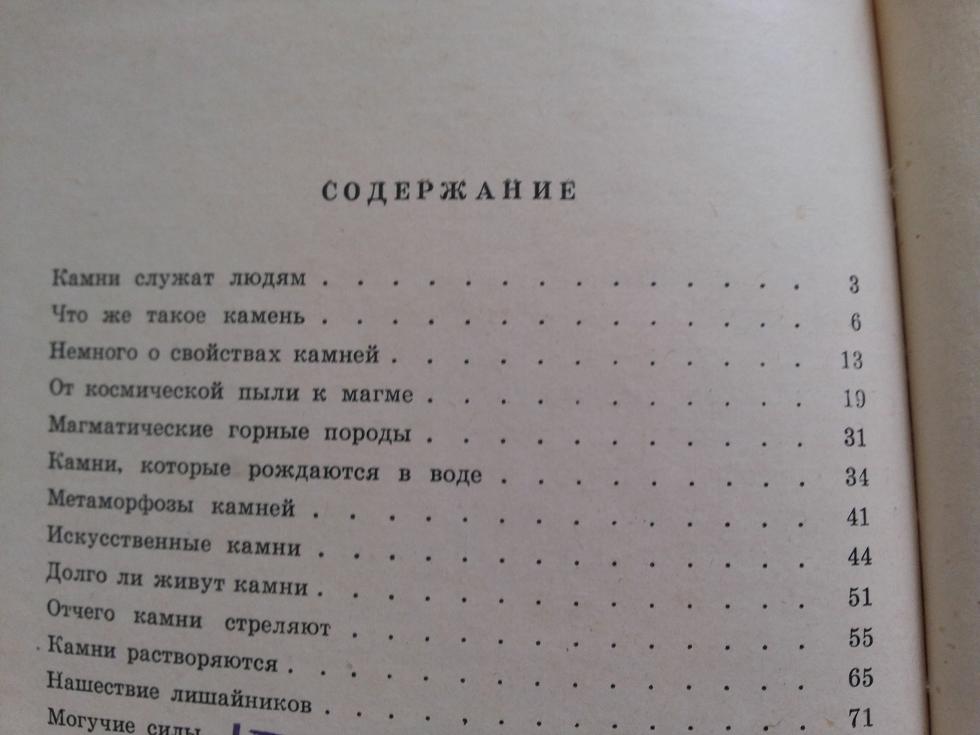 СОДЕРЖАНИЕ
Камни служат людям . . . . . . . . . . . . . . 3
Что же такое камень . . . . . . . . . . . . . . 6
Немного о свойствах камней . . . . . . . . . . . . 13
От космической пыли к магме . . . . . . . . . . . 19
Магматические горные породы . . . . . . . . . . . 31
Камни, которые рождаются в воде . . . . . . . . . 34
Метаморфозы камней . . . . . . . . . . . . . . 41
Искусственные камни . . . . . . . . . . . . . . 44
Долго ли живут камни . . . . . . . . . . . . . . 51
Отчего камни стреляют . . . . . . . . . . . . . 55
Камни растворяются . . . . . . . . . . . . . . . 65
Нашествие лишайников . . . . . . . . . . . . . . 71
Могучие силы